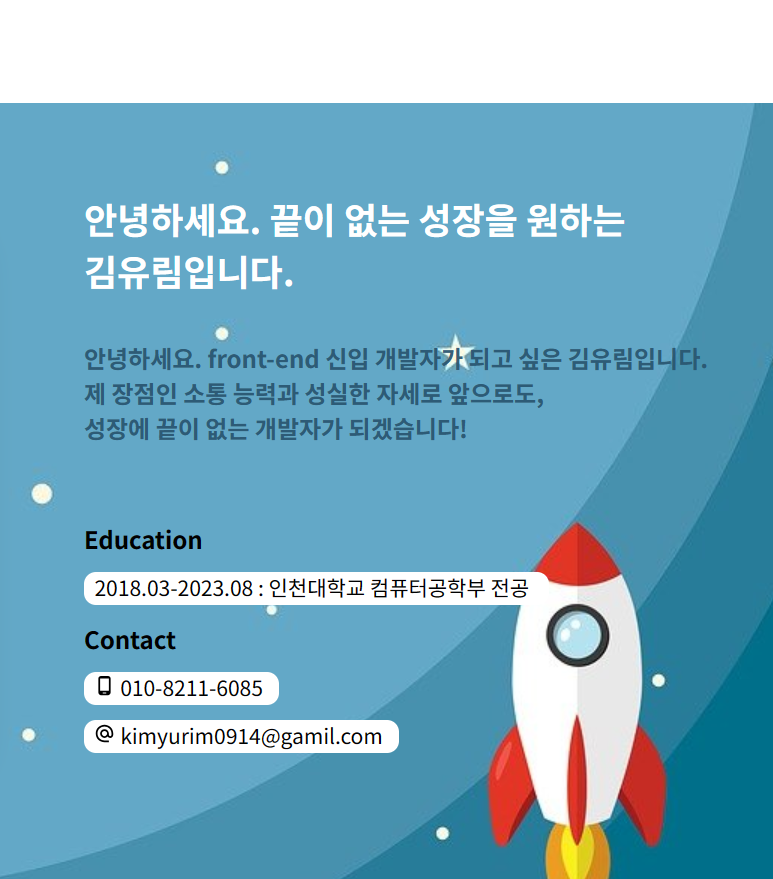 안녕하세요. 끝이 없는 성장을 원하는
김유림입니다.
안녕하세요. front-end 신입 개발자가 되고 싶은 김유림입니다.
제 장점인 소통 능력과 성실한 자세로 앞으로도,
성장에 끝이 없는 개발자가 되겠습니다!
Education
2018.03-2023.08 : 인천대학교 컴퓨터공학부 전공
Contact
010-8211-6085
kimyurim0914@gamil.com